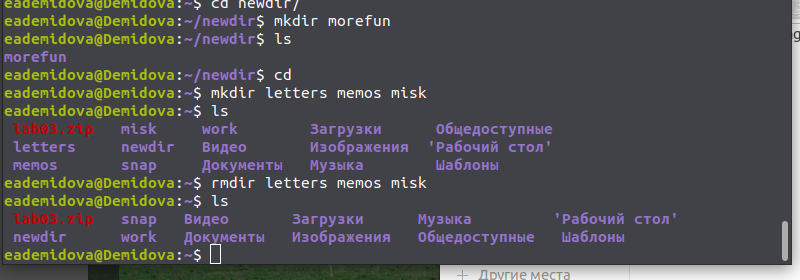 eademidova@Demidova:~$ cd newdir/
eademidova@Demidova:~/newdir$ mkdir morefun
eademidova@Demidova:~/newdir$ ls
morefun
eademidova@Demidova:~/newdir$ cd
eademidova@Demidova:~$ mkdir letters memos misk
eademidova@Demidova:~$ ls
lab03.zip misk work Загрузки Общедоступные
letters newdir Видео Изображения 'Рабочий стол'
memos snap Документы Музыка Шаблоны
eademidova@Demidova:~$ rmdir letters memos misk
eademidova@Demidova:~$ ls
lab03.zip snap Видео Загрузки Музыка 'Рабочий стол'
newdir work Документы Изображения Общедоступные Шаблоны
eademidova@Demidova:~$
+ Другие места